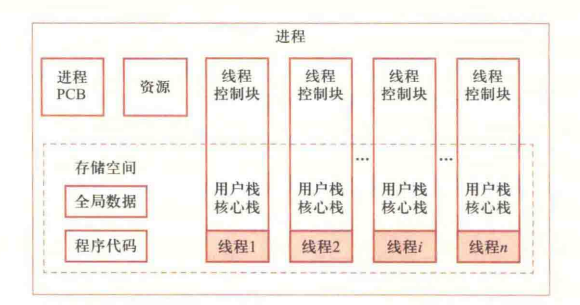 进程
进程
PCB
资源
线程
控制块
线程
控制块
线程
控制块
线程
控制块
...
...
存储空间
全局数据
程序代码
用户栈
核心栈
线程1
用户栈
核心栈
线程2
用户栈
核心栈
线程i
用户栈
核心栈
线程n